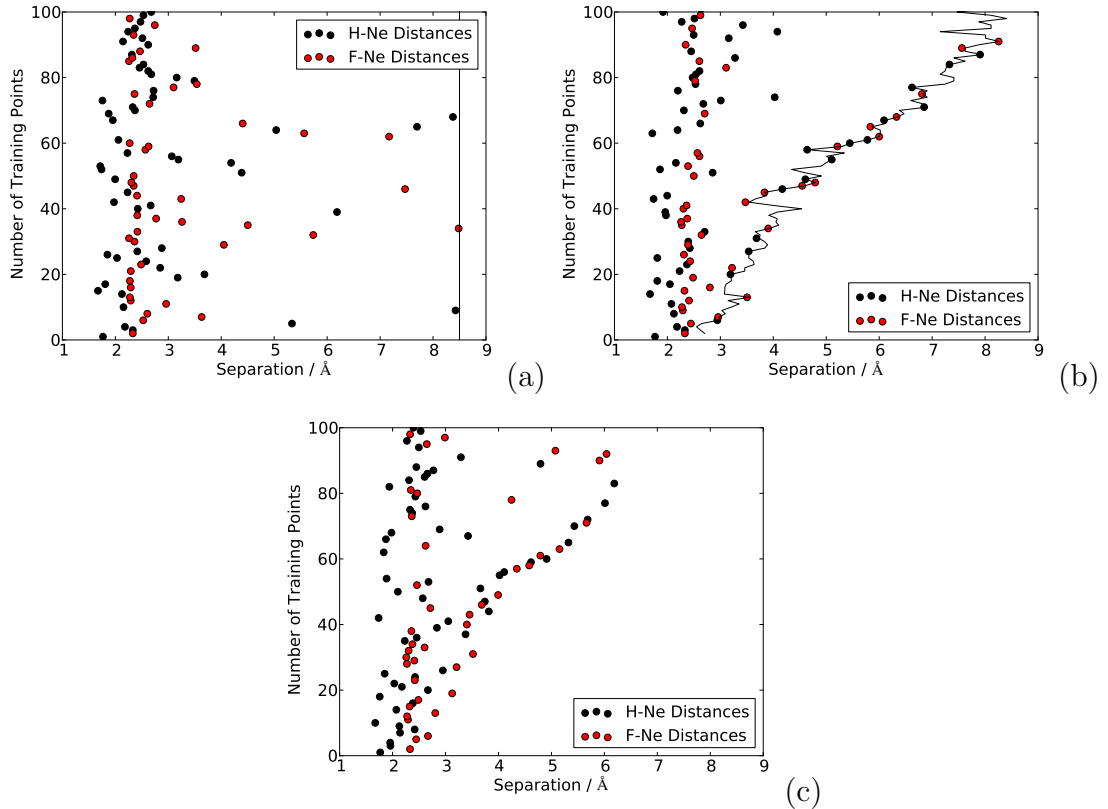 100
80
60
40
20
0
Number of Training Points
1 2 3 4 5 6 7 8 9
Separation / Å
H-Ne Distances
F-Ne Distances
(a)
100
80
60
40
20
0
Number of Training Points
1 2 3 4 5 6 7 8 9
Separation / Å
H-Ne Distances
F-Ne Distances
(b)
100
80
60
40
20
0
Number of Training Points
1 2 3 4 5 6 7 8 9
Separation / Å
H-Ne Distances
F-Ne Distances
(c)